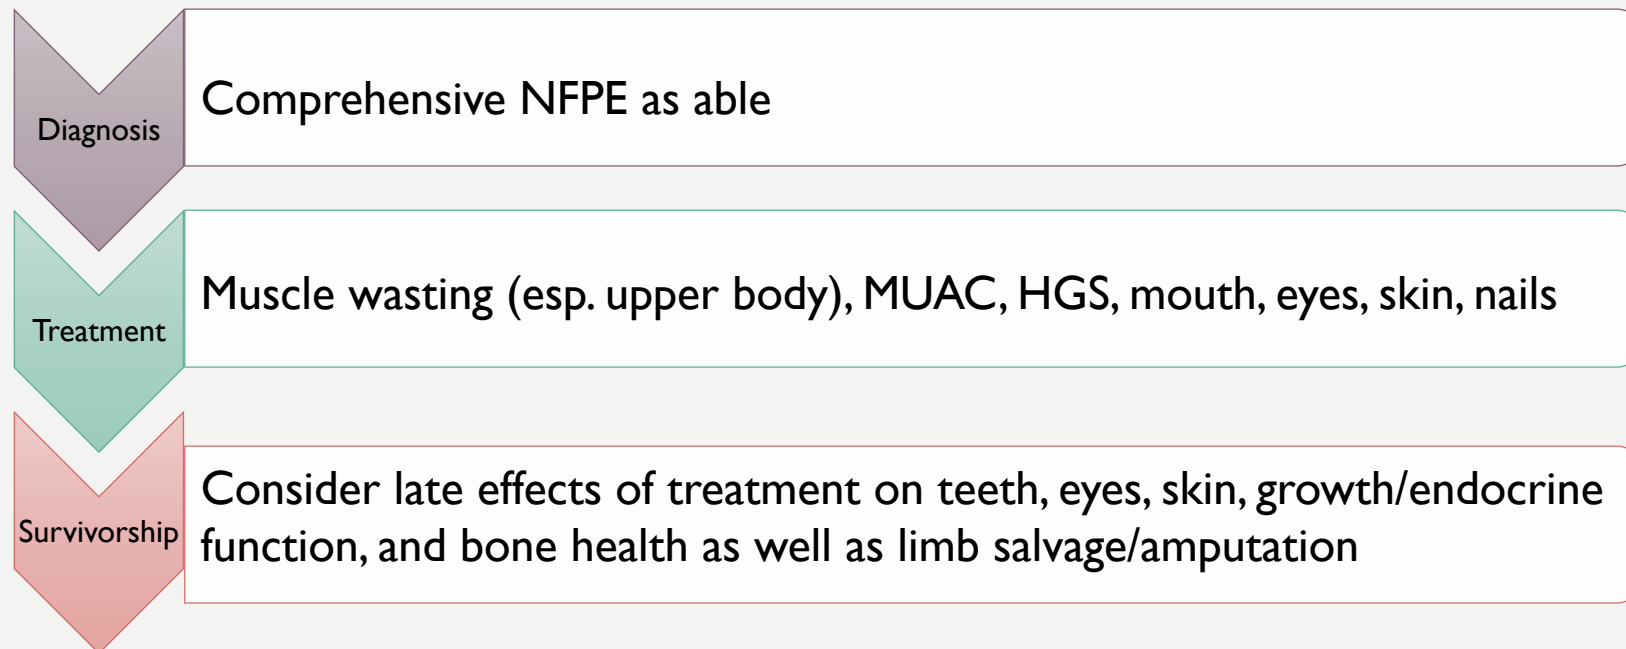 Diagnosis
Comprehensive NFPE as able
Treatment
Muscle wasting (esp. upper body), MUAC, HGS, mouth, eyes, skin, nails
Survivorship
Consider late effects of treatment on teeth, eyes, skin, growth/endocrine
function, and bone health as well as limb salvage/amputation